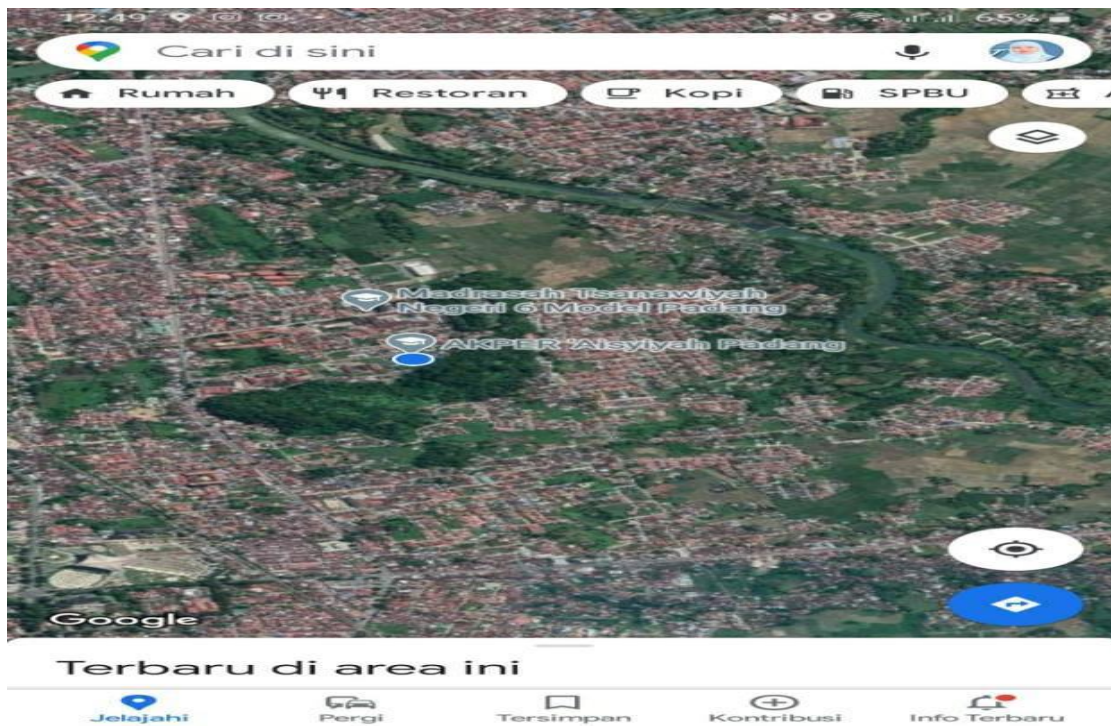 12:49
65%
Cari di sini
Rumah
Restoran
Kopi
SPBU
A
Madrasah Tsanawiyah
Negeri 6 Model Padang
AKPER 'Aisyiyah Padang
Google
Terbaru di area ini
Jelajahi
Pergi
Tersimpan
Kontribusi
Info Terbaru